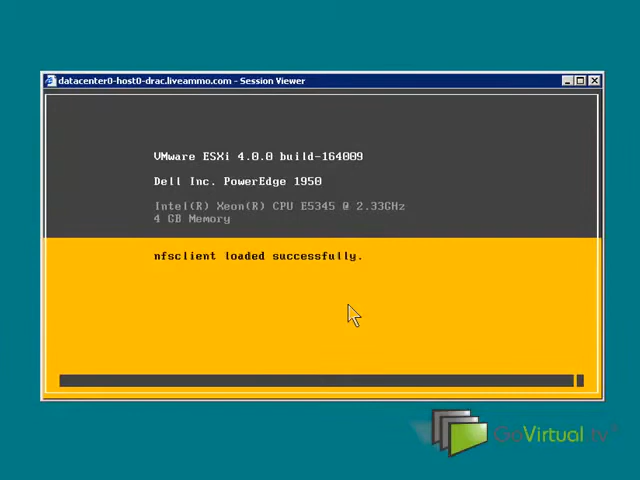 datacenter0-host0-drac.liveammo.com - Session Viewer
VMware ESXi 4.0.0 build-164009
Dell Inc. PowerEdge 1950
Intel(R) Xeon(R) CPU E5345 @ 2.33GHz
4 GB Memory
nfsclient loaded successfully.
GoVirtual tv